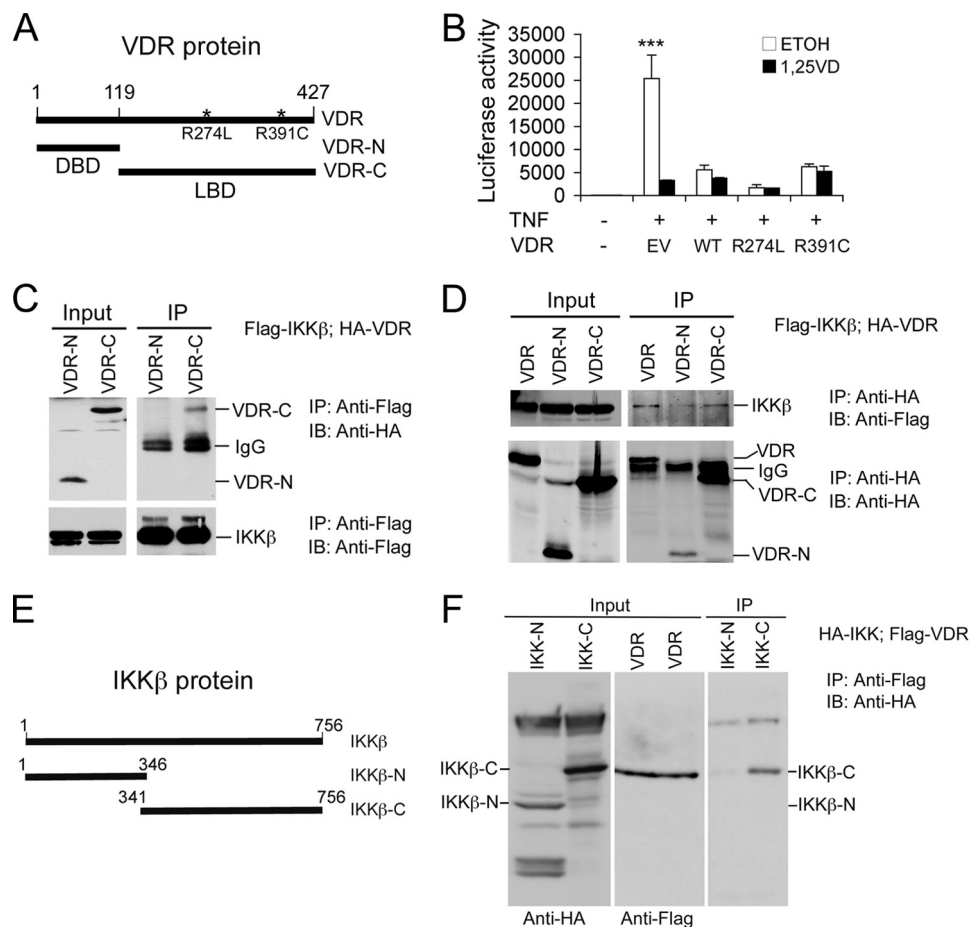 A
VDR protein
1 119 427
* * VDR
R274L R391C
VDR-N
DBD
VDR-C
LBD
B
Luciferase activity
35000
30000
25000
20000
15000
10000
5000
0
***
ETOH
1,25VD
TNF - + + + +
VDR - EV WT R274L R391C
C
Input IP
VDR-N VDR-C VDR-N VDR-C
Flag-IKKβ; HA-VDR
VDR-C
IgG
VDR-N
IP: Anti-Flag
IB: Anti-HA
IKKβ
IP: Anti-Flag
IB: Anti-Flag
D
Input IP
VDR VDR-N VDR-C VDR VDR-N VDR-C
Flag-IKKβ; HA-VDR
IKKβ
IP: Anti-HA
IB: Anti-Flag
VDR
IgG
VDR-C
VDR-N
IP: Anti-HA
IB: Anti-HA
E
IKKβ protein
1 756
IKKβ
1 346
IKKβ-N
341 756
IKKβ-C
F
Input IP
IKK-N IKK-C VDR VDR IKK-N IKK-C
HA-IKK; Flag-VDR
IP: Anti-Flag
IB: Anti-HA
IKKβ-C
IKKβ-N
IKKβ-C
IKKβ-N
Anti-HA Anti-Flag